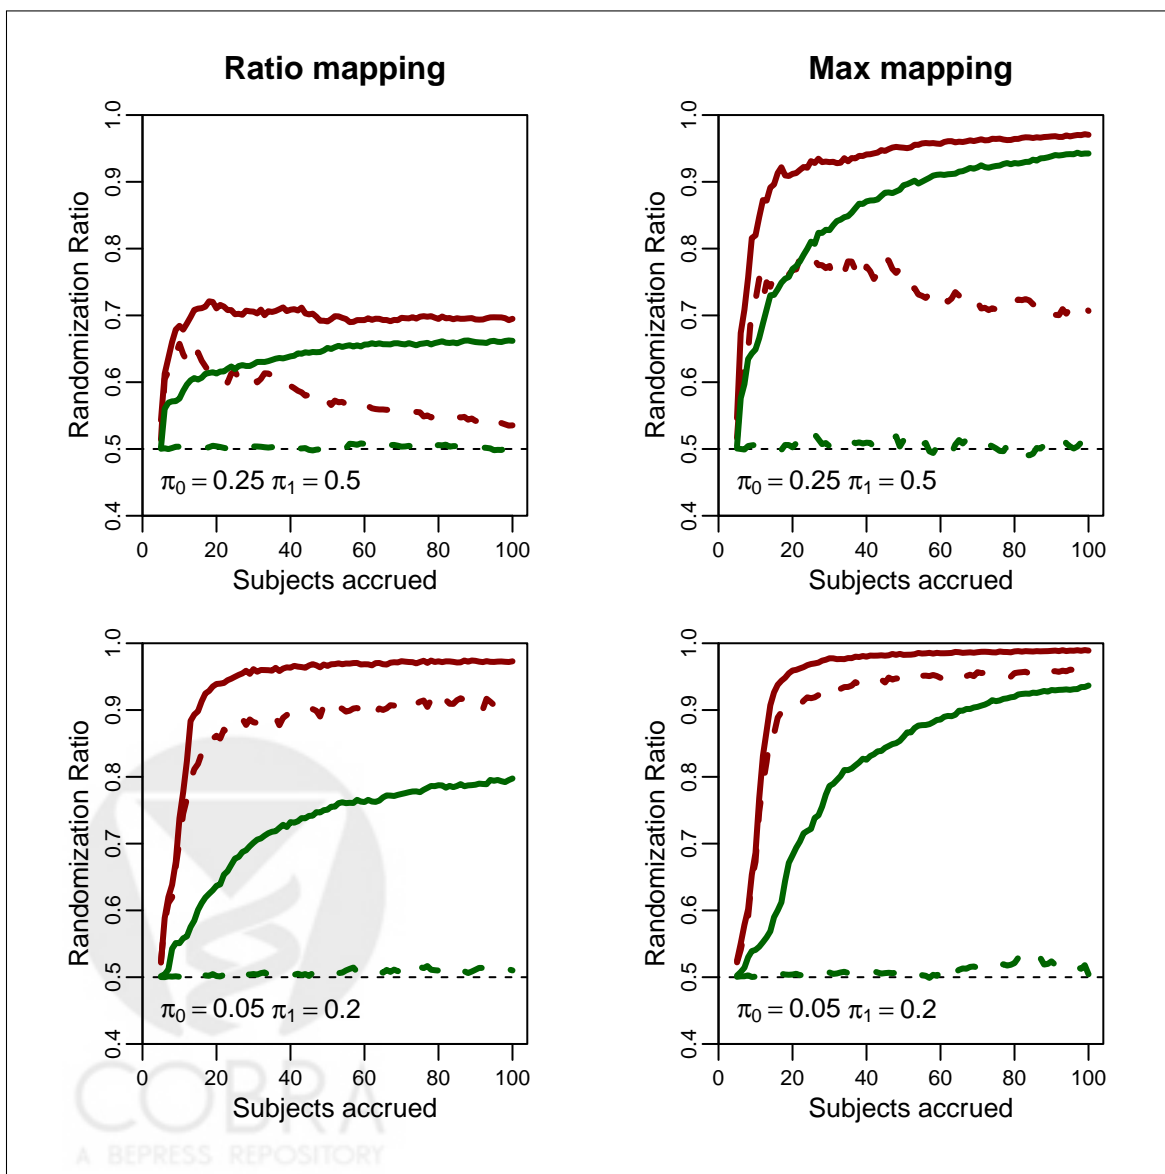 Ratio mapping
Max mapping
Randomization Ratio
0.4 0.5 0.6 0.7 0.8 0.9 1.0
π0 = 0.25 π1 = 0.5
0 20 40 60 80 100
Subjects accrued
Randomization Ratio
0.4 0.5 0.6 0.7 0.8 0.9 1.0
π0 = 0.25 π1 = 0.5
0 20 40 60 80 100
Subjects accrued
Randomization Ratio
0.4 0.5 0.6 0.7 0.8 0.9 1.0
π0 = 0.05 π1 = 0.2
0 20 40 60 80 100
Subjects accrued
Randomization Ratio
0.4 0.5 0.6 0.7 0.8 0.9 1.0
π0 = 0.05 π1 = 0.2
0 20 40 60 80 100
Subjects accrued
COBRA
A BEPRESS REPOSITORY